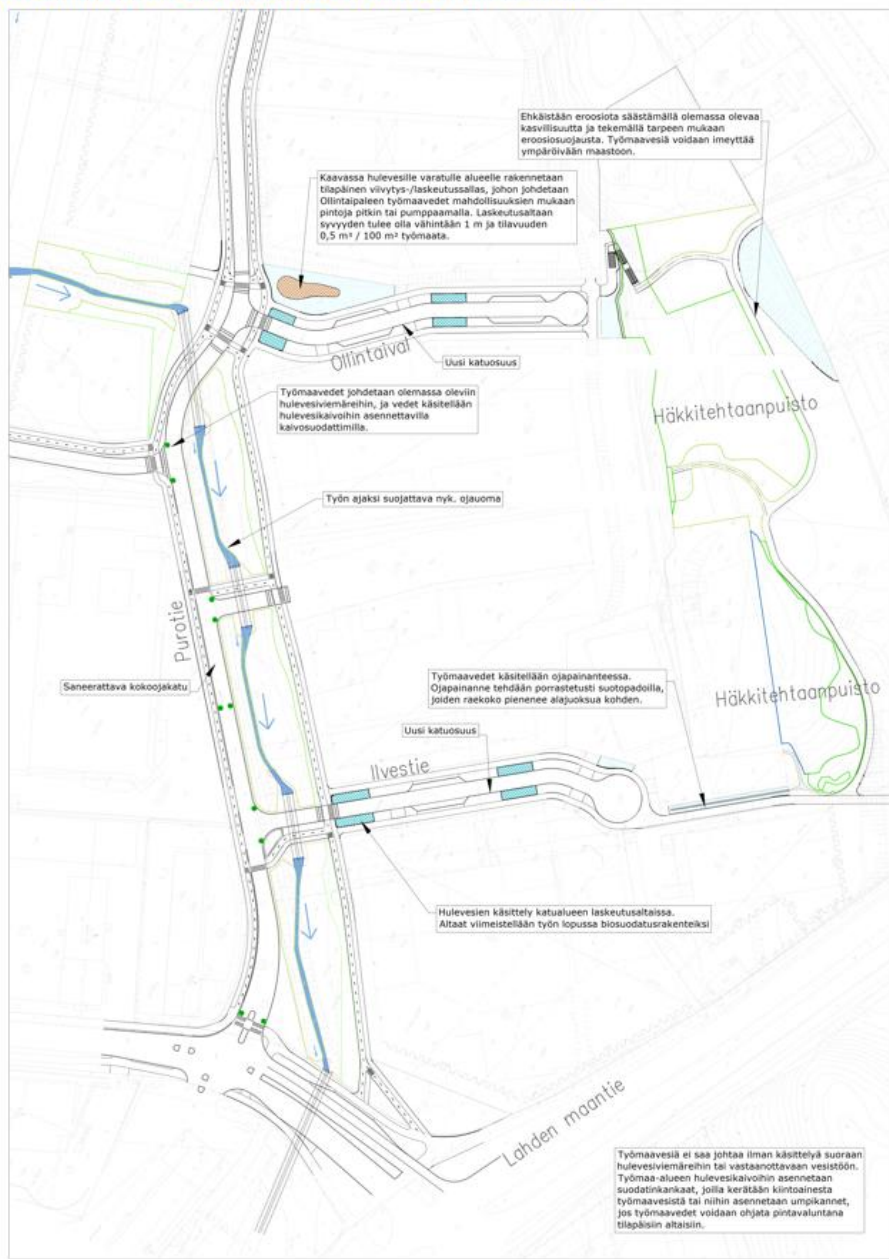 Ehkäistään eroosiota säästämällä olemassa olevaa
kasvillisuutta ja tekemällä tarpeen mukaan
eroosiosuojausta. Työmaavesiä voidaan imeyttää
ympäröivään maastoon.
Kaavassa hulevesille varatulle alueelle rakennetaan
tilapäinen viivytys-/laskeutussallas, johon johdetaan
Ollintaipaleen työmaavedet mahdollisuuksien mukaan
pintoja pitkin tai pumppaamalla. Laskeutusaltaan
syvyyden tulee olla vähintään 1 m ja tilavuuden
0,5 m³ / 100 m² työmaata.
Ollintaival
Uusi katuosuus
Työmaavedet johdetaan olemassa oleviin
hulevesiviemäreihin, ja vedet käsitellään
hulevesikaivoihin asennettavilla
kaivosuodattimilla.
Häkkitehtaanpuisto
Työn ajaksi suojattava nyk. ojauoma
Purotie
Saneerattava kokoojakatu
Työmaavedet käsitellään ojapainanteessa.
Ojapainanne tehdään porrastetusti suotopadoilla,
joiden raekoko pienenee alajuoksua kohden.
Häkkitehtaanpuisto
Uusi katuosuus
Ilvestie
Hulevesien käsittely katualueen laskeutusaltaissa.
Altaat viimeistellään työn lopussa biosuodatusrakenteiksi
Lahden maantie
Työmaavesiä ei saa johtaa ilman käsittelyä suoraan
hulevesiviemäreihin tai vastaanottavaan vesistöön.
Työmaa-alueen hulevesikaivoihin asennetaan
suodatinkankaat, joilla kerätään kiintoainesta
työmaavesistä tai niihin asennetaan umpikannet,
jos työmaavedet voidaan ohjata pintavaluntana
tilapäisiin altaisiin.